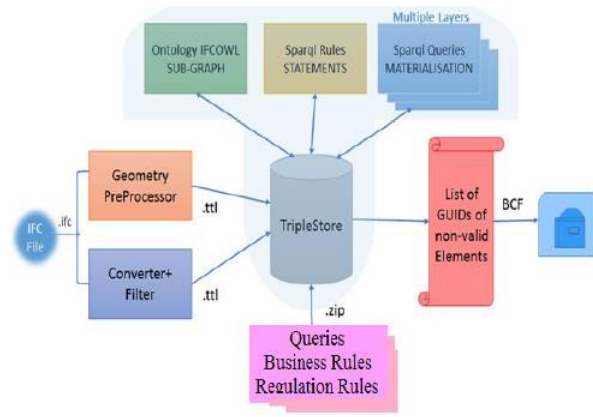 Multiple Layers
Ontology IFCOWL
SUB-GRAPH
Sparql Rules
STATEMENTS
Sparql Queries
MATERIALISATION
Geometry
PreProcessor
.ttl
.ifc
IFC
File
Converter+
Filter
.ttl
TripleStore
List of
GUIDs of
non-valid
Elements
BCF
.zip
Queries
Business Rules
Regulation Rules